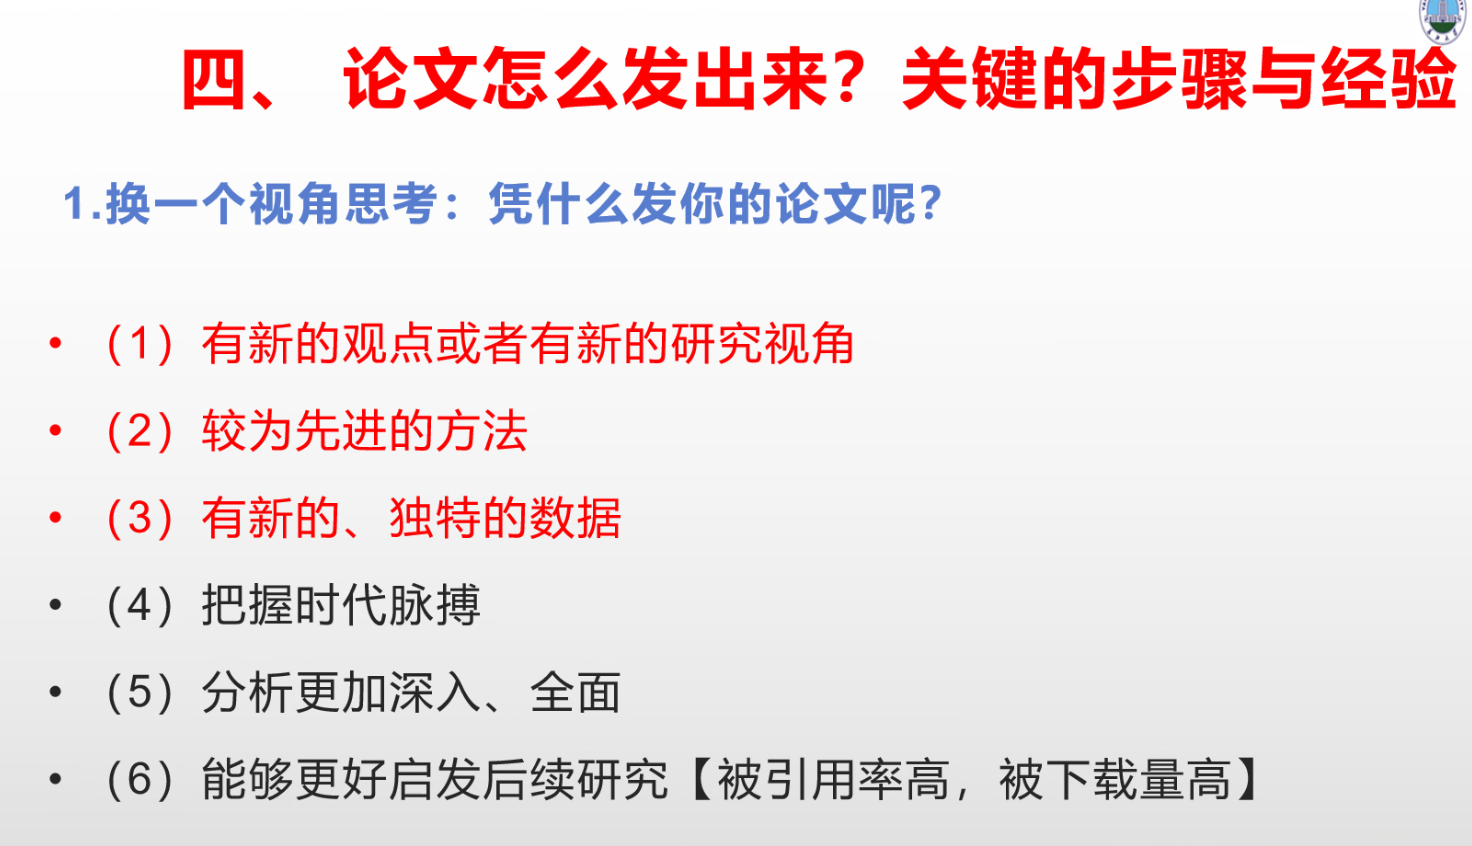 四、 论文怎么发出来？关键的步骤与经验
1.换一个视角思考：凭什么发你的论文呢？
• （1）有新的观点或者有新的研究视角
• （2）较为先进的方法
• （3）有新的、独特的数据
• （4）把握时代脉搏
• （5）分析更加深入、全面
• （6）能够更好启发后续研究【被引用率高，被下载量高】